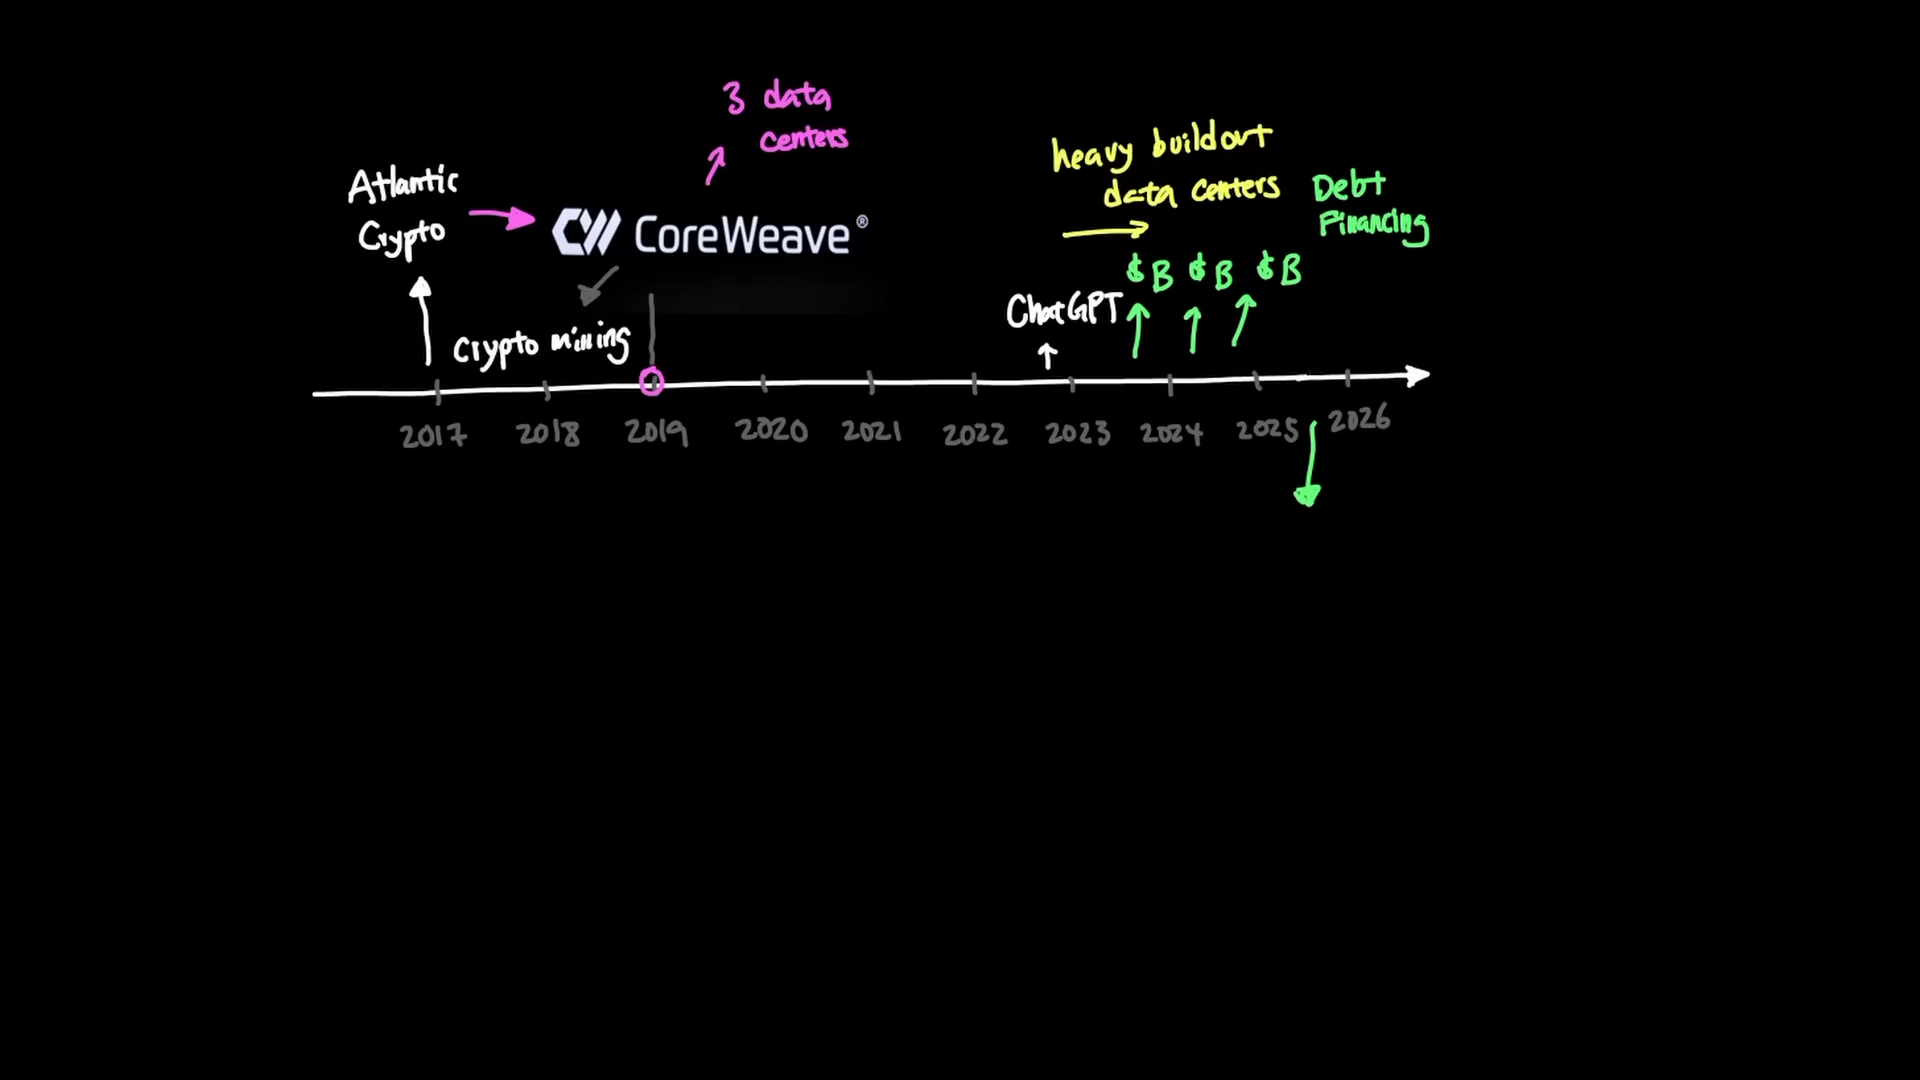 3 data
centers
heavy buildout
data centers
Debt
Financing
Atlantic
Crypto
CoreWeave®
$B $B $B
ChatGPT
Crypto mining
2017 2018 2019 2020 2021 2022 2023 2024 2025 2026